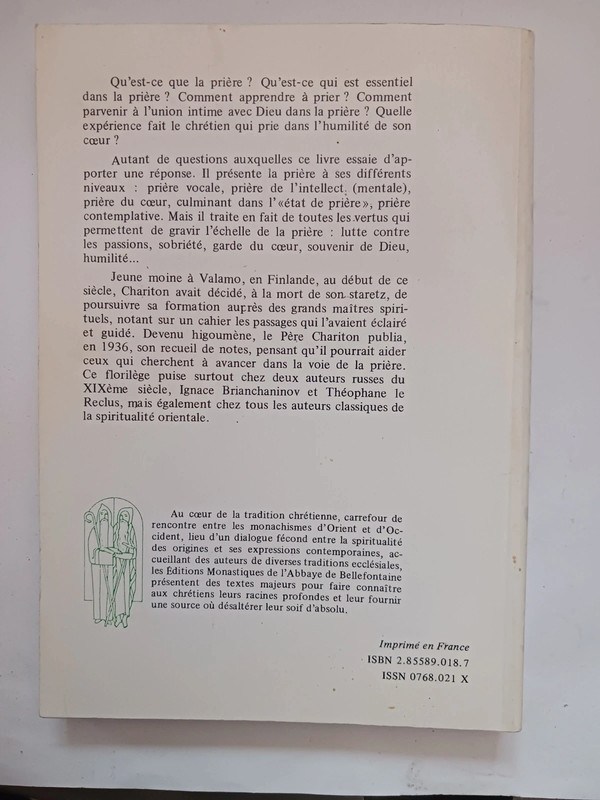 Qu'est-ce que la prière ? Qu'est-ce qui est essentiel
dans la prière ? Comment apprendre à prier ? Comment
parvenir à l'union intime avec Dieu dans la prière ? Quelle
expérience fait le chrétien qui prie dans l'humilité de son
cœur ?
Autant de questions auxquelles ce livre essaie d'ap-
porter une réponse. Il présente la prière à ses différents
niveaux : prière vocale, prière de l'intellect (mentale),
prière du cœur, culminant dans l'«état de prière», prière
contemplative. Mais il traite en fait de toutes les vertus qui
permettent de gravir l'échelle de la prière : lutte contre
les passions, sobriété, garde du cœur, souvenir de Dieu,
humilité...
Jeune moine à Valamo, en Finlande, au début de ce
siècle, Chariton avait décidé, à la mort de son staretz, de
poursuivre sa formation auprès des grands maîtres spiri-
tuels, notant sur un cahier les passages qui l'avaient éclairé
et guidé. Devenu higoumène, le Père Chariton publia,
en 1936, son recueil de notes, pensant qu'il pourrait aider
ceux qui cherchent à avancer dans la voie de la prière.
Ce florilège puise surtout chez deux auteurs russes du
XIXème siècle, Ignace Brianchaninov et Théophane le
Reclus, mais également chez tous les auteurs classiques de
la spiritualité orientale.
Au cœur de la tradition chrétienne, carrefour de
rencontre entre les monachismes d'Orient et d'Oc-
cident, lieu d'un dialogue fécond entre la spiritualité
des origines et ses expressions contemporaines, ac-
cueillant des auteurs de diverses traditions ecclésiales,
les Éditions Monastiques de l'Abbaye de Bellefontaine
présentent des textes majeurs pour faire connaître
aux chrétiens leurs racines profondes et leur fournir
une source où désaltérer leur soif d'absolu.
Imprimé en France
ISBN 2.85589.018.7
ISSN 0768.021 X